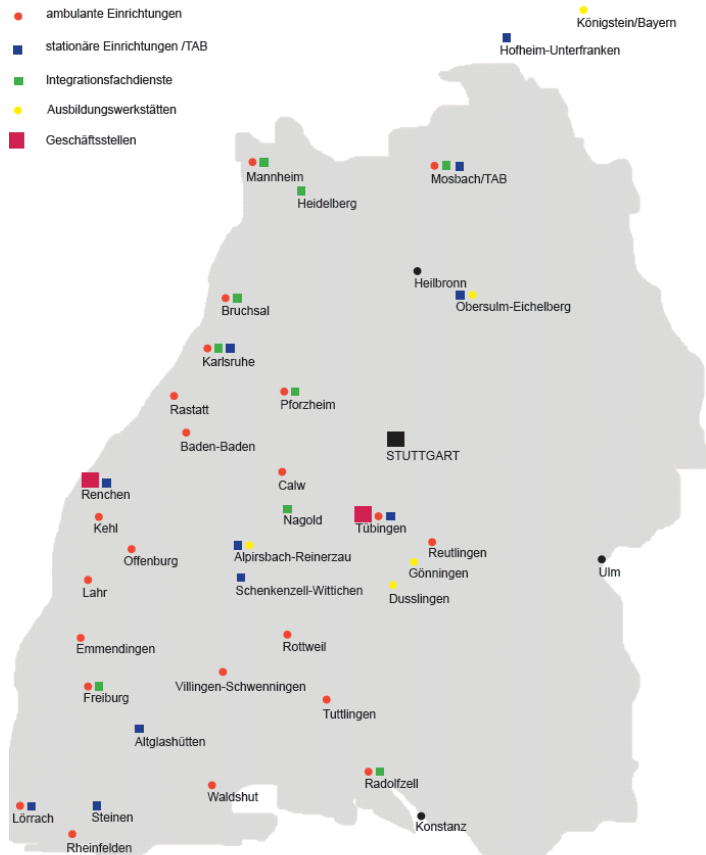 ambulante Einrichtungen
stationäre Einrichtungen /TAB
Integrationsfachdienste
Ausbildungswerkstätten
Geschäftsstellen
Königstein/Bayern
Hofheim-Unterfranken
Mannheim
Mosbach/TAB
Heidelberg
Heilbronn
Obersulm-Eichelberg
Bruchsal
Karlsruhe
Pforzheim
Rastatt
Baden-Baden
STUTTGART
Calw
Renchen
Nagold
Tübingen
Kehl
Reutlingen
Offenburg
Alpirsbach-Reinerzau
Gönningen
Ulm
Lahr
Schenkenzell-Wittichen
Dusslingen
Emmendingen
Rottweil
Villingen-Schwenningen
Freiburg
Tuttlingen
Altglashütten
Radolfzell
Waldshut
Lörrach
Steinen
Konstanz
Rheinfelden